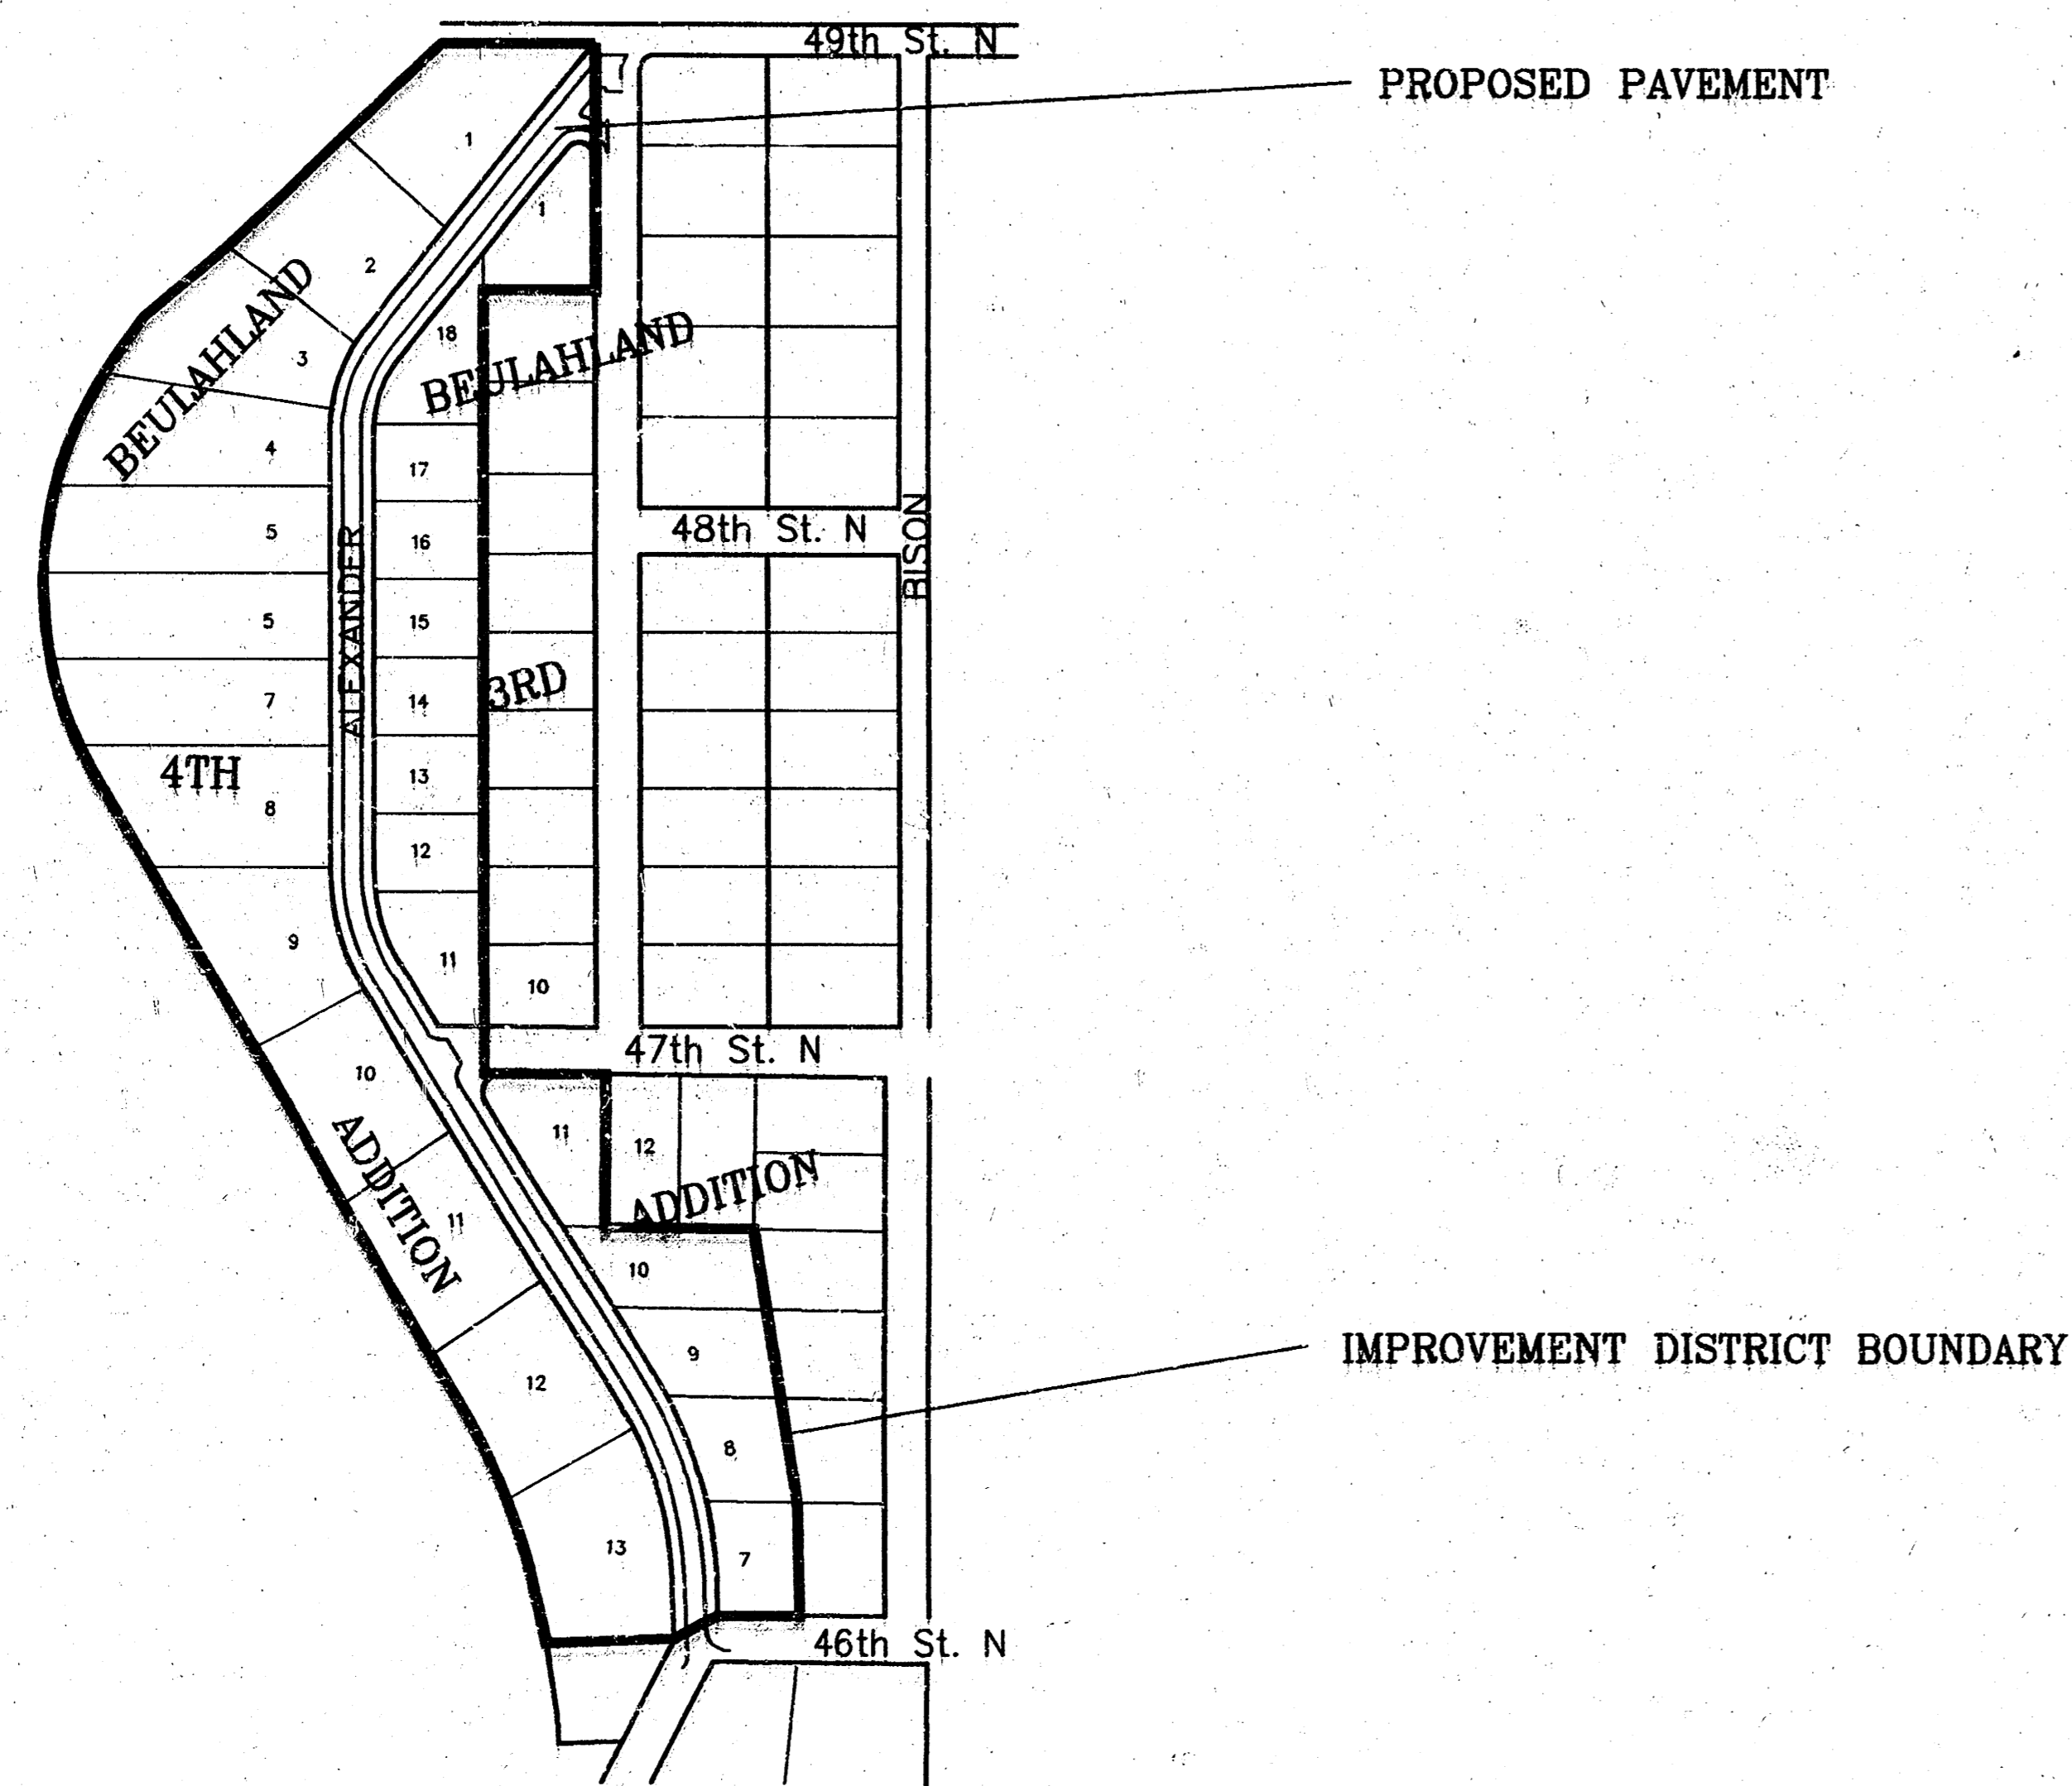 49th St. N
PROPOSED PAVEMENT
1
1
2
BEULAHLAND
3
18
BEULAHLAND
4
17
5
16
48th St. N
BISON
ALEXANDER
5
15
7
14
3RD
4TH
8
13
12
9
11
10
47th St. N
10
11
12
ADDITION
ADDITION
11
10
9
IMPROVEMENT DISTRICT BOUNDARY
12
8
13
7
46th St. N